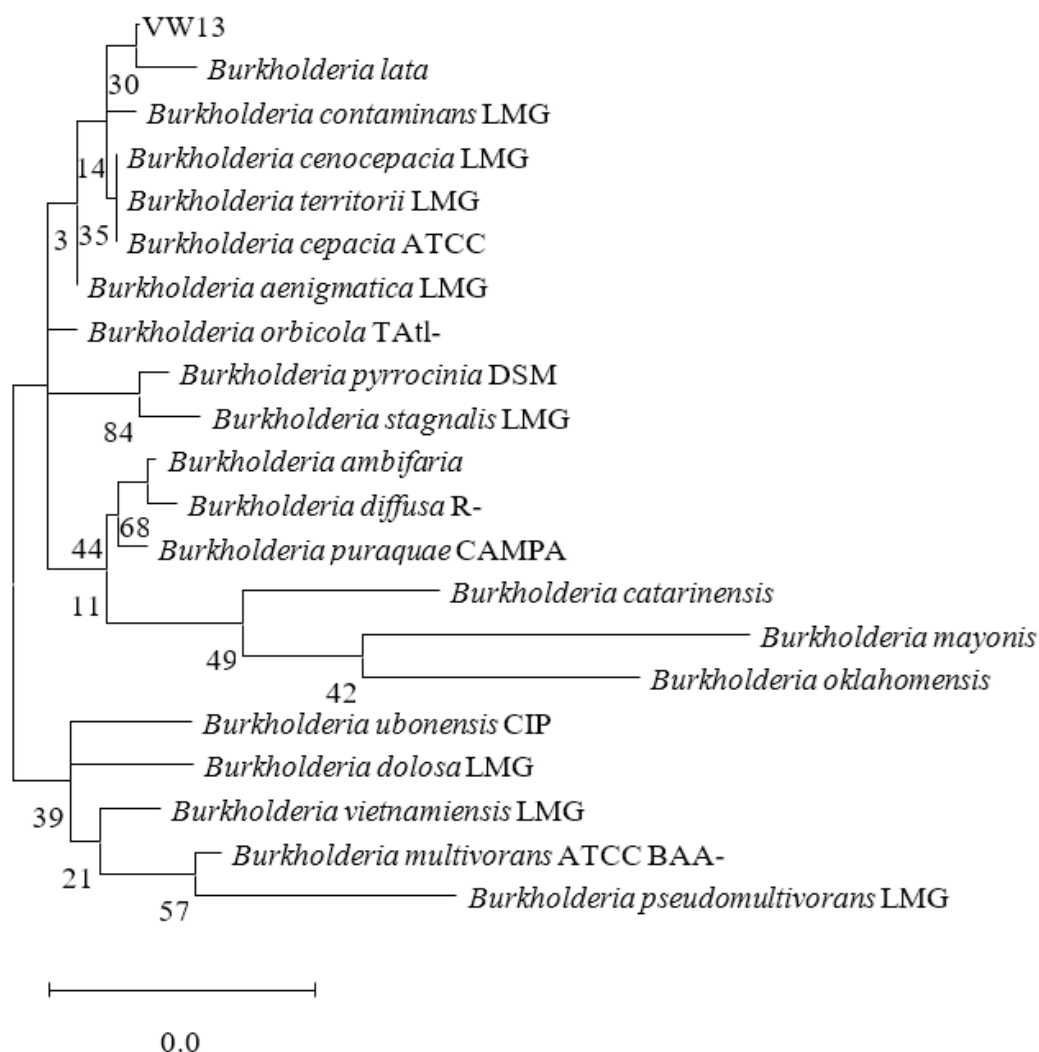 VW13
Burkholderia lata
30
Burkholderia contaminans LMG
Burkholderia cenocepacia LMG
14
Burkholderia territorii LMG
3
35
Burkholderia cepacia ATCC
Burkholderia aenigmatica LMG
Burkholderia orbicola TAtl-
Burkholderia pyrrocinia DSM
Burkholderia stagnalis LMG
84
Burkholderia ambifaria
Burkholderia diffusa R-
68
44
Burkholderia puraquae CAMPA
Burkholderia catarinensis
11
Burkholderia mayonis
49
Burkholderia oklahomensis
42
Burkholderia ubonensis CIP
Burkholderia dolosa LMG
39
Burkholderia vietnamiensis LMG
Burkholderia multivorans ATCC BAA-
21
Burkholderia pseudomultivorans LMG
57
0.0